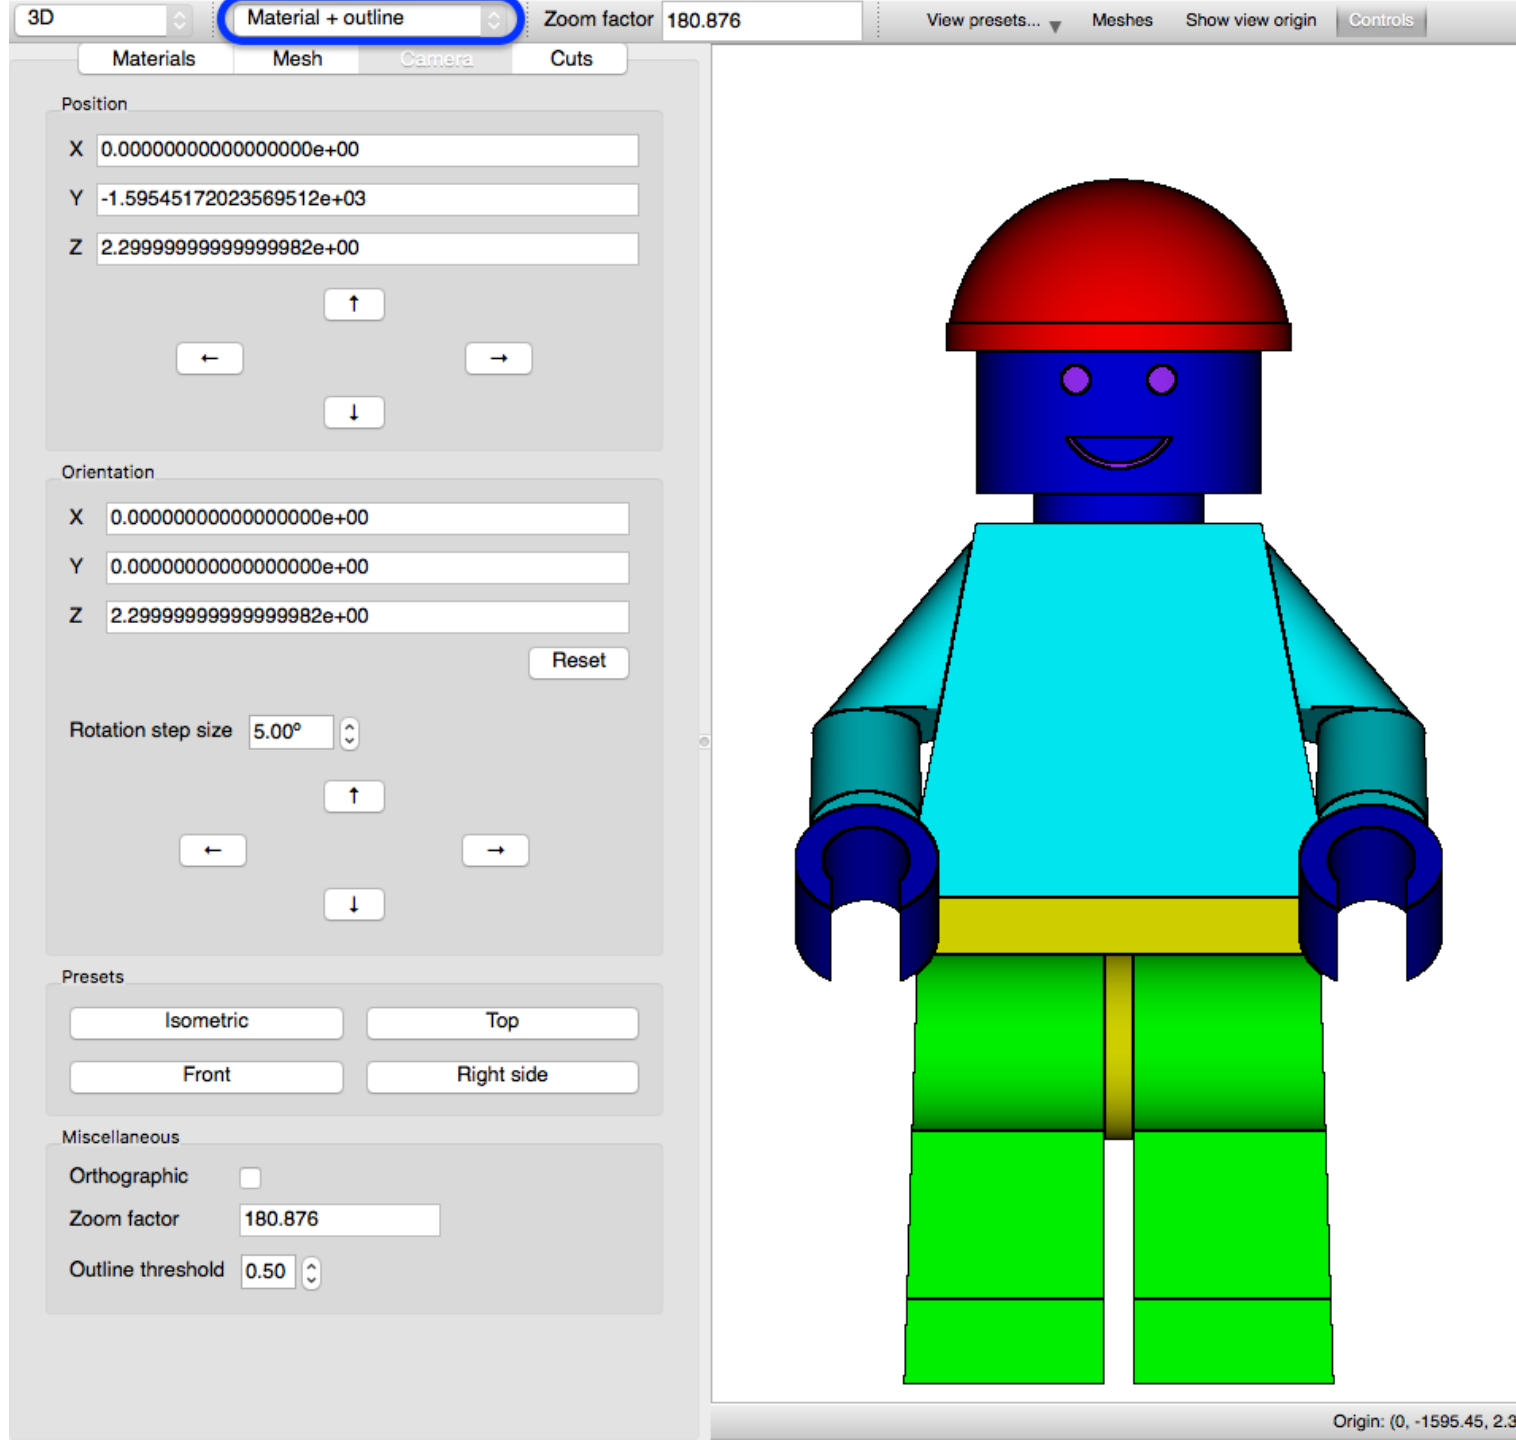 3D Material + outline Zoom factor 180.876 View presets... Meshes Show view origin Controls
Materials Mesh Camera Cuts
Position
X 0.00000000000000000e+00
Y -1.59545172023569512e+03
Z 2.29999999999999982e+00
↑
← →
↓
Orientation
X 0.00000000000000000e+00
Y 0.00000000000000000e+00
Z 2.29999999999999982e+00
Reset
Rotation step size 5.00º
↑
← →
↓
Presets
Isometric Top
Front Right side
Miscellaneous
Orthographic
Zoom factor 180.876
Outline threshold 0.50
Origin: (0, -1595.45, 2.3